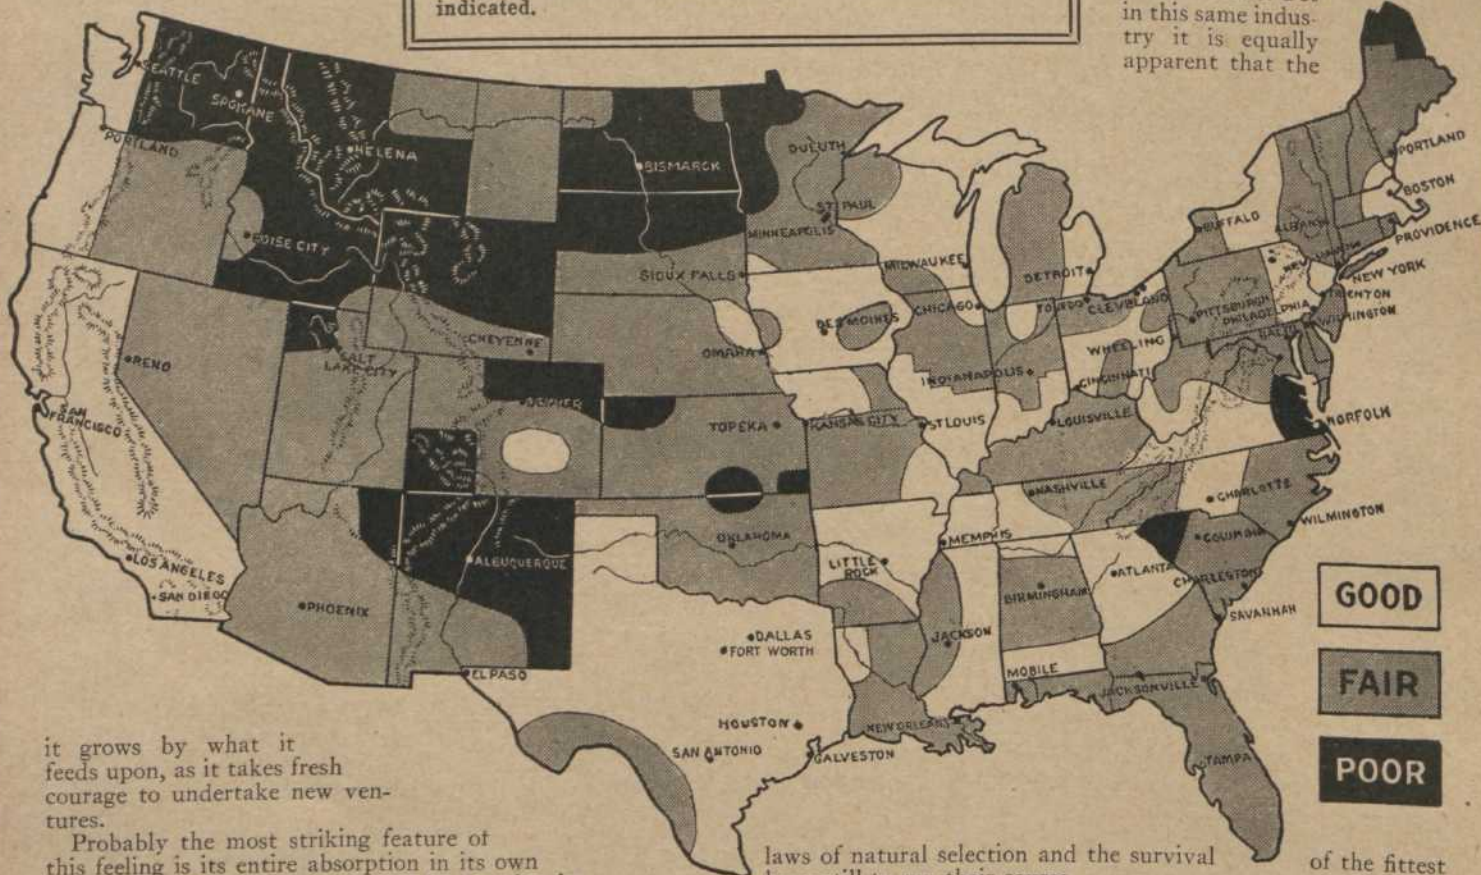 indicated.
in this same indus-
try it is equally
apparent that the
SEATTLE
SPOKANE
PORTLAND
HELENA
BISMARCK
DULUTH
ST PAUL
MINNEAPOLIS
BOISE CITY
SIOUX FALLS
MILWAUKEE
DETROIT
BUFFALO
ALBANY
PORTLAND
BOSTON
PROVIDENCE
NEW YORK
TRENTON
PHILADELPHIA
WILMINGTON
PITTSBURGH
CLEVELAND
TOLEDO
CHICAGO
DES MOINES
OMAHA
CHEYENNE
SALT
LAKE CITY
RENO
SAN
FRANCISCO
DENVER
TOPEKA
KANSAS CITY
ST LOUIS
INDIANAPOLIS
CINCINNATI
WHEELING
LOUISVILLE
NORFOLK
NASHVILLE
CHARLOTTE
WILMINGTON
COLUMBIA
MEMPHIS
LITTLE
ROCK
OKLAHOMA
ALBUQUERQUE
LOS ANGELES
SAN DIEGO
PHOENIX
EL PASO
DALLAS
FORT WORTH
JACKSON
BIRMINGHAM
ATLANTA
CHARLESTON
SAVANNAH
MOBILE
JACKSONVILLE
NEW ORLEANS
TAMPA
HOUSTON
SAN ANTONIO
GALVESTON
GOOD
FAIR
POOR
it grows by what it
feeds upon, as it takes fresh
courage to undertake new ven-
tures.
Probably the most striking feature of
this feeling is its entire absorption in its own
laws of natural selection and the survival
of the fittest